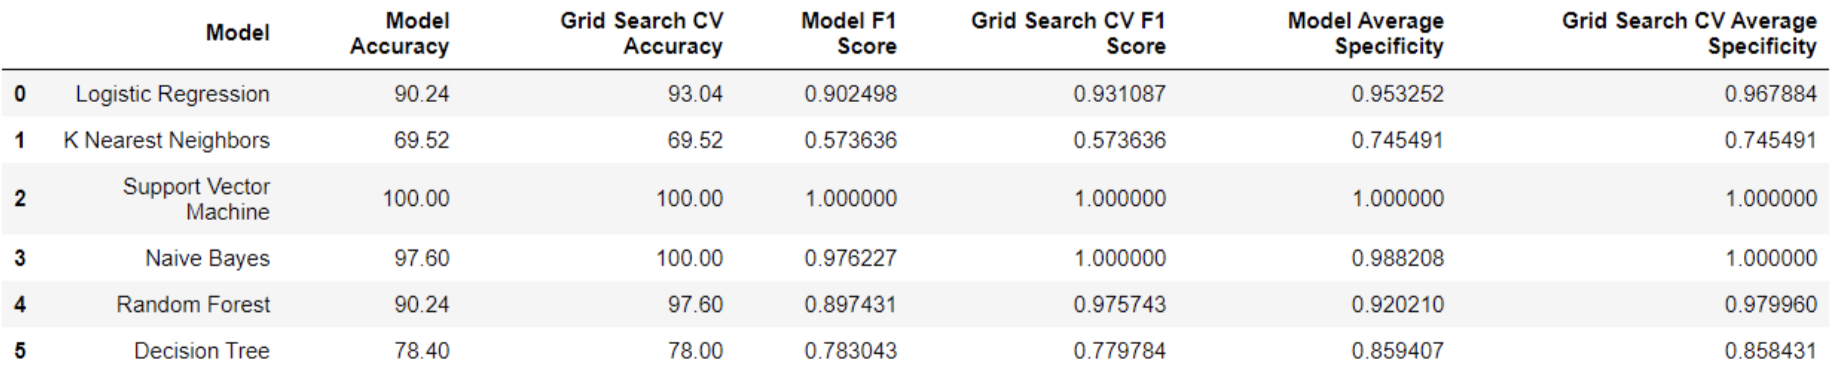 Model Model Accuracy Grid Search CV Accuracy Model F1 Score Grid Search CV F1 Score Model Average Specificity Grid Search CV Average Specificity
0 Logistic Regression 90.24 93.04 0.902498 0.931087 0.953252 0.967884
1 K Nearest Neighbors 69.52 69.52 0.573636 0.573636 0.745491 0.745491
2 Support Vector Machine 100.00 100.00 1.000000 1.000000 1.000000 1.000000
3 Naive Bayes 97.60 100.00 0.976227 1.000000 0.988208 1.000000
4 Random Forest 90.24 97.60 0.897431 0.975743 0.920210 0.979960
5 Decision Tree 78.40 78.00 0.783043 0.779784 0.859407 0.858431